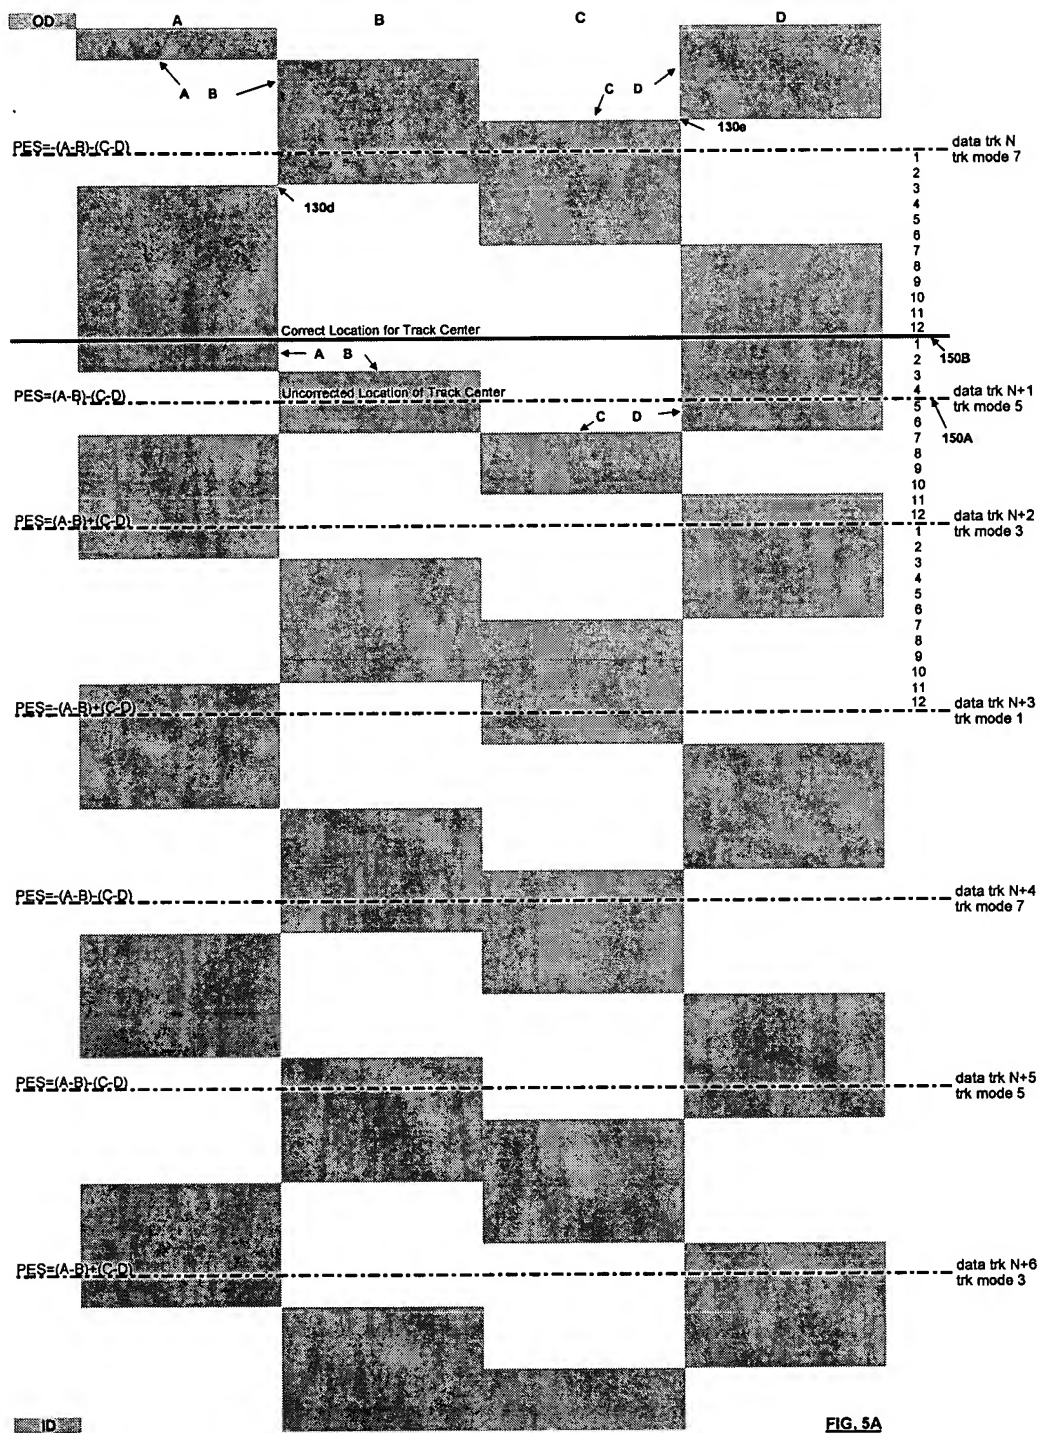 OD A B C D
A B
C D
130e
PES=-(A-B)-(C-D)
data trk N
trk mode 7
1
2
3
4
5
6
7
8
9
10
11
12
130d
Correct Location for Track Center
150B
A B
1
2
3
4
5
6
7
8
9
10
11
12
PES=(A-B)-(C-D)
Uncorrected Location of Track Center
data trk N+1
trk mode 5
C D
150A
PES=(A-B)+(C-D)
data trk N+2
trk mode 3
1
2
3
4
5
6
7
8
9
10
11
12
PES=-(A-B)+(C-D)
data trk N+3
trk mode 1
PES=-(A-B)-(C-D)
data trk N+4
trk mode 7
PES=(A-B)-(C-D)
data trk N+5
trk mode 5
PES=(A-B)+(C-D)
data trk N+6
trk mode 3
ID
FIG. 5A